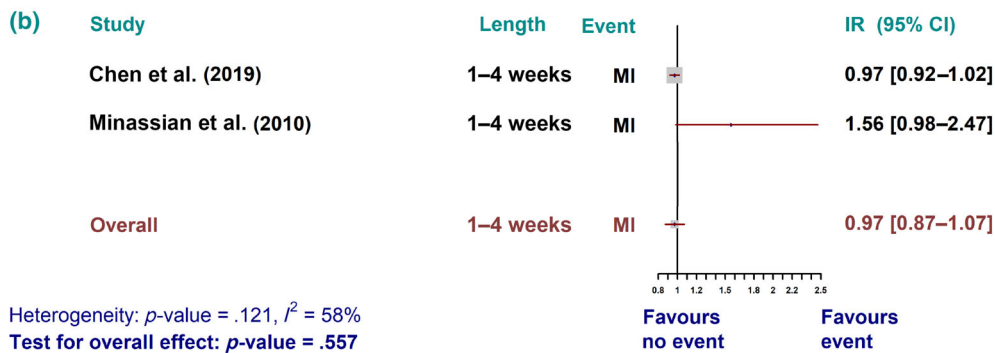 (b) Study Length Event IR (95% CI)
Chen et al. (2019) 1–4 weeks MI 0.97 [0.92–1.02]
Minassian et al. (2010) 1–4 weeks MI 1.56 [0.98–2.47]
Overall 1–4 weeks MI 0.97 [0.87–1.07]
0.8 1 1.2 1.5 1.8 2 2.2 2.5
Heterogeneity: p-value = .121, I² = 58%
Favours no event
Favours event
Test for overall effect: p-value = .557